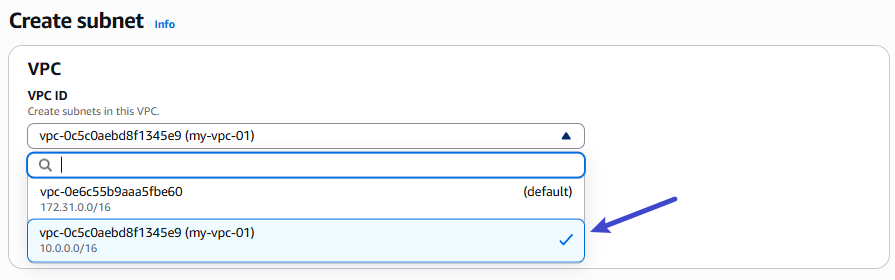 Create subnet Info
VPC
VPC ID
Create subnets in this VPC.
vpc-0c5c0aebd8f1345e9 (my-vpc-01)
vpc-0e6c55b9aaa5fbe60 (default)
172.31.0.0/16
vpc-0c5c0aebd8f1345e9 (my-vpc-01)
10.0.0.0/16